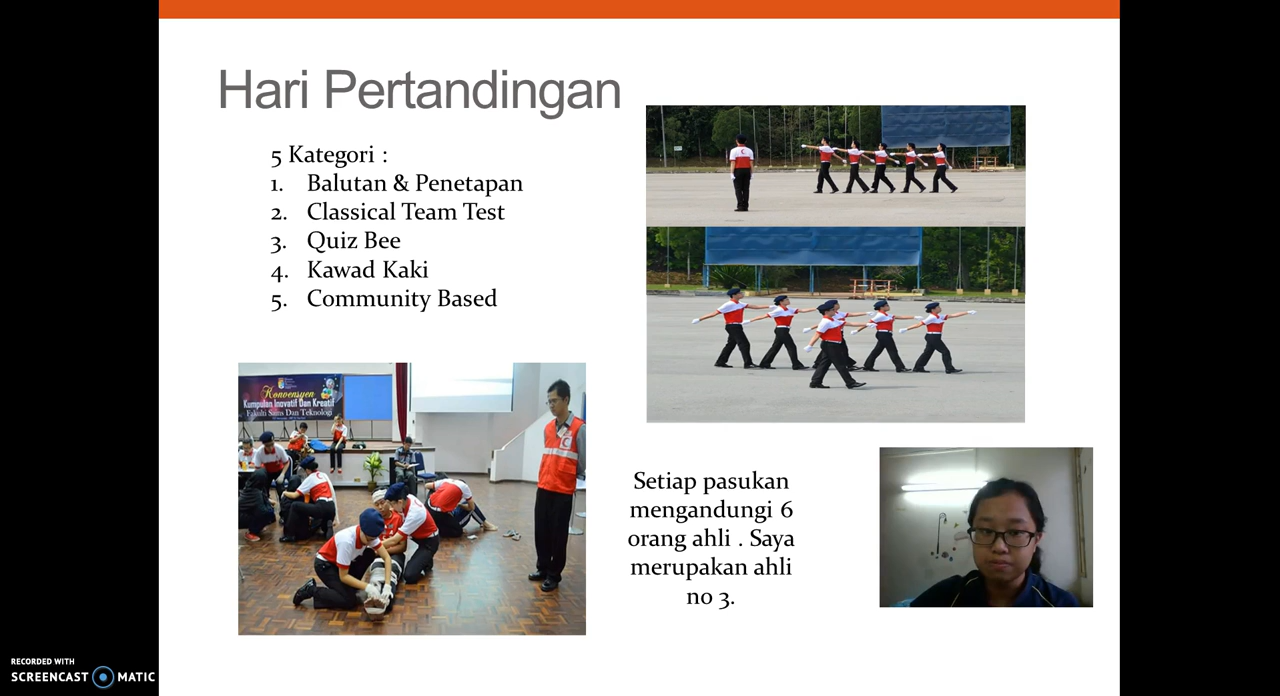 Hari Pertandingan
5 Kategori :
1. Balutan & Penetapan
2. Classical Team Test
3. Quiz Bee
4. Kawad Kaki
5. Community Based
Konvensyen
Kumpulan Inovatif Dan Kreatif
Fakulti Sains Dan Teknologi
Setiap pasukan
mengandungi 6
orang ahli . Saya
merupakan ahli
no 3.
RECORDED WITH
SCREENCAST MATIC